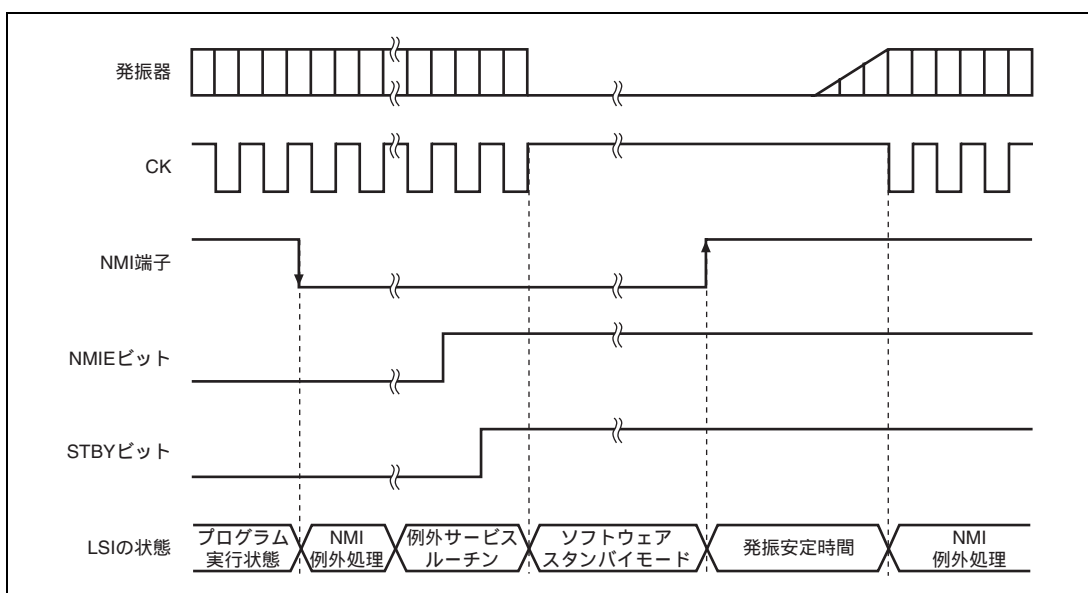 発振器
CK
NMI端子
NMIEビット
STBYビット
LSIの状態
プログラム
実行状態
NMI
例外処理
例外サービス
ルーチン
ソフトウェア
スタンバイモード
発振安定時間
NMI
例外処理